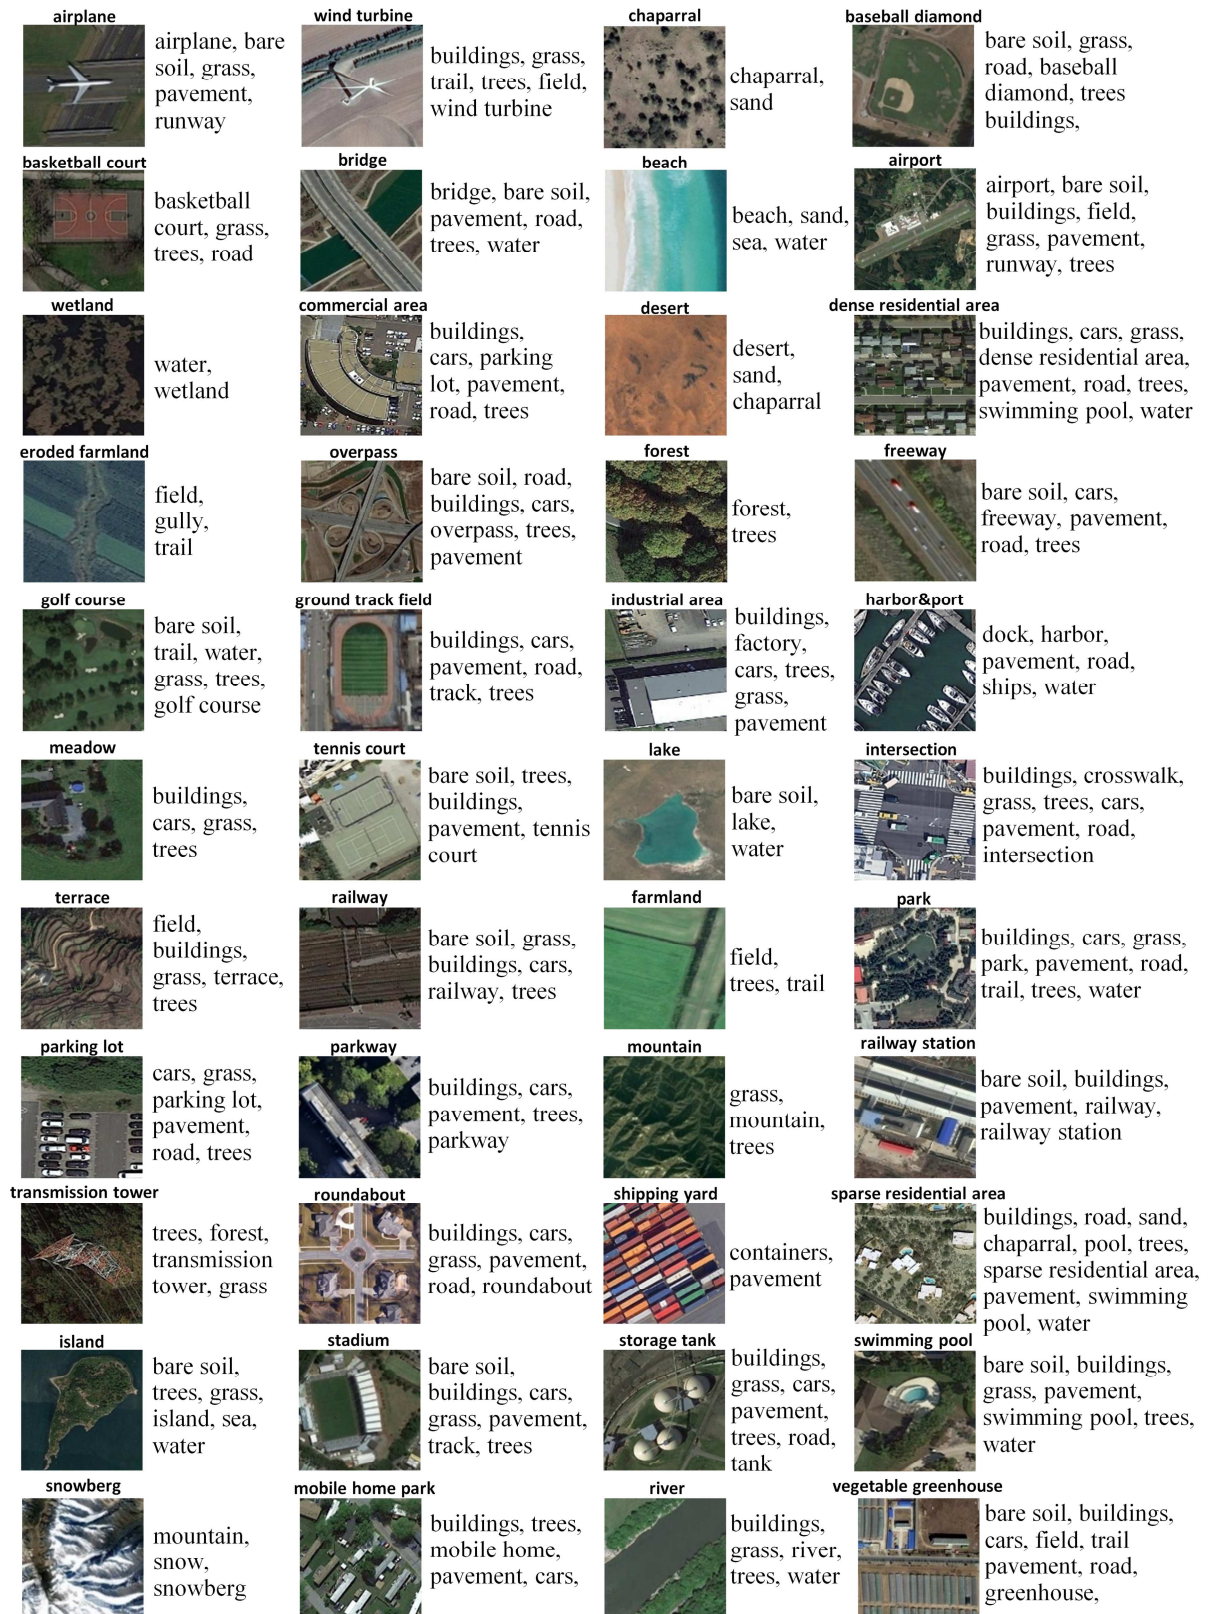 airplane
airplane, bare
soil, grass,
pavement,
runway
wind turbine
buildings, grass,
trail, trees, field,
wind turbine
chaparral
chaparral,
sand
baseball diamond
bare soil, grass,
road, baseball
diamond, trees
buildings,
basketball court
basketball
court, grass,
trees, road
bridge
bridge, bare soil,
pavement, road,
trees, water
beach
beach, sand,
sea, water
airport
airport, bare soil,
buildings, field,
grass, pavement,
runway, trees
wetland
water,
wetland
commercial area
buildings,
cars, parking
lot, pavement,
road, trees
desert
desert,
sand,
chaparral
dense residential area
buildings, cars, grass,
dense residential area,
pavement, road, trees,
swimming pool, water
eroded farmland
field,
gully,
trail
overpass
bare soil, road,
buildings, cars,
overpass, trees,
pavement
forest
forest,
trees
freeway
bare soil, cars,
freeway, pavement,
road, trees
golf course
bare soil,
trail, water,
grass, trees,
golf course
ground track field
buildings, cars,
pavement, road,
track, trees
industrial area
buildings,
factory,
cars, trees,
grass,
pavement
harbor&port
dock, harbor,
pavement, road,
ships, water
meadow
buildings,
cars, grass,
trees
tennis court
bare soil, trees,
buildings,
pavement, tennis
court
lake
bare soil,
lake,
water
intersection
buildings, crosswalk,
grass, trees, cars,
pavement, road,
intersection
terrace
field,
buildings,
grass, terrace,
trees
railway
bare soil, grass,
buildings, cars,
railway, trees
farmland
field,
trees, trail
park
buildings, cars, grass,
park, pavement, road,
trail, trees, water
parking lot
cars, grass,
parking lot,
pavement,
road, trees
parkway
buildings, cars,
pavement, trees,
parkway
mountain
grass,
mountain,
trees
railway station
bare soil, buildings,
pavement, railway,
railway station
transmission tower
trees, forest,
transmission
tower, grass
roundabout
buildings, cars,
grass, pavement,
road, roundabout
shipping yard
containers,
pavement
sparse residential area
buildings, road, sand,
chaparral, pool, trees,
sparse residential area,
pavement, swimming
pool, water
island
bare soil,
trees, grass,
island, sea,
water
stadium
bare soil,
buildings, cars,
grass, pavement,
track, trees
storage tank
buildings,
grass, cars,
pavement,
trees, road,
tank
swimming pool
bare soil, buildings,
grass, pavement,
swimming pool, trees,
water
snowberg
mountain,
snow,
snowberg
mobile home park
buildings, trees,
mobile home,
pavement, cars,
river
buildings,
grass, river,
trees, water
vegetable greenhouse
bare soil, buildings,
cars, field, trail
pavement, road,
greenhouse,